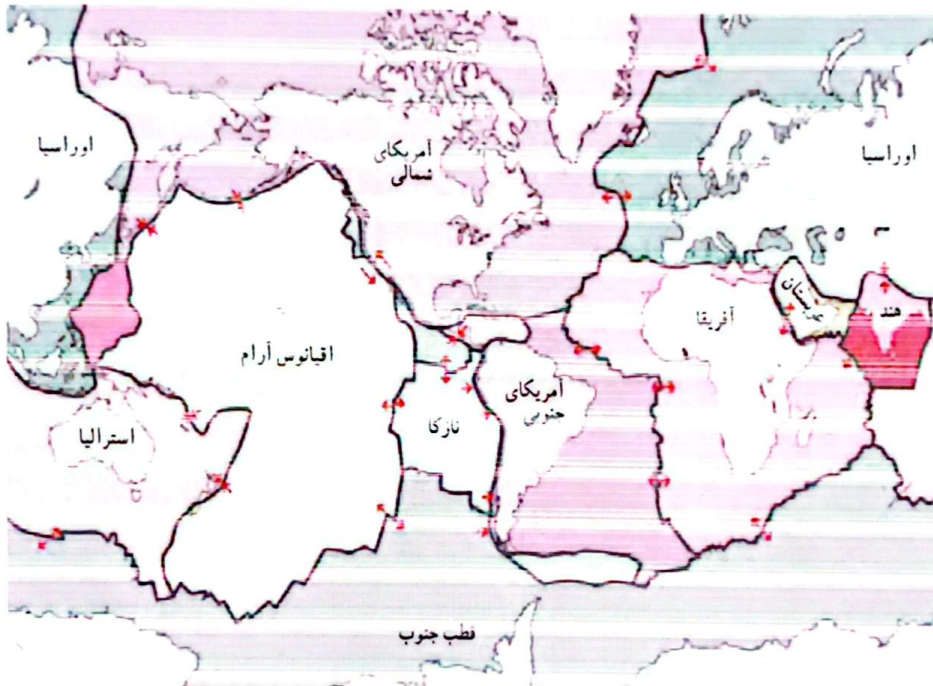 اوراسیا
آمریکای
شمالی
اوراسیا
عربستان
هند
آفریقا
اقیانوس آرام
آمریکای
جنوبی
نازکا
استرالیا
قطب جنوب